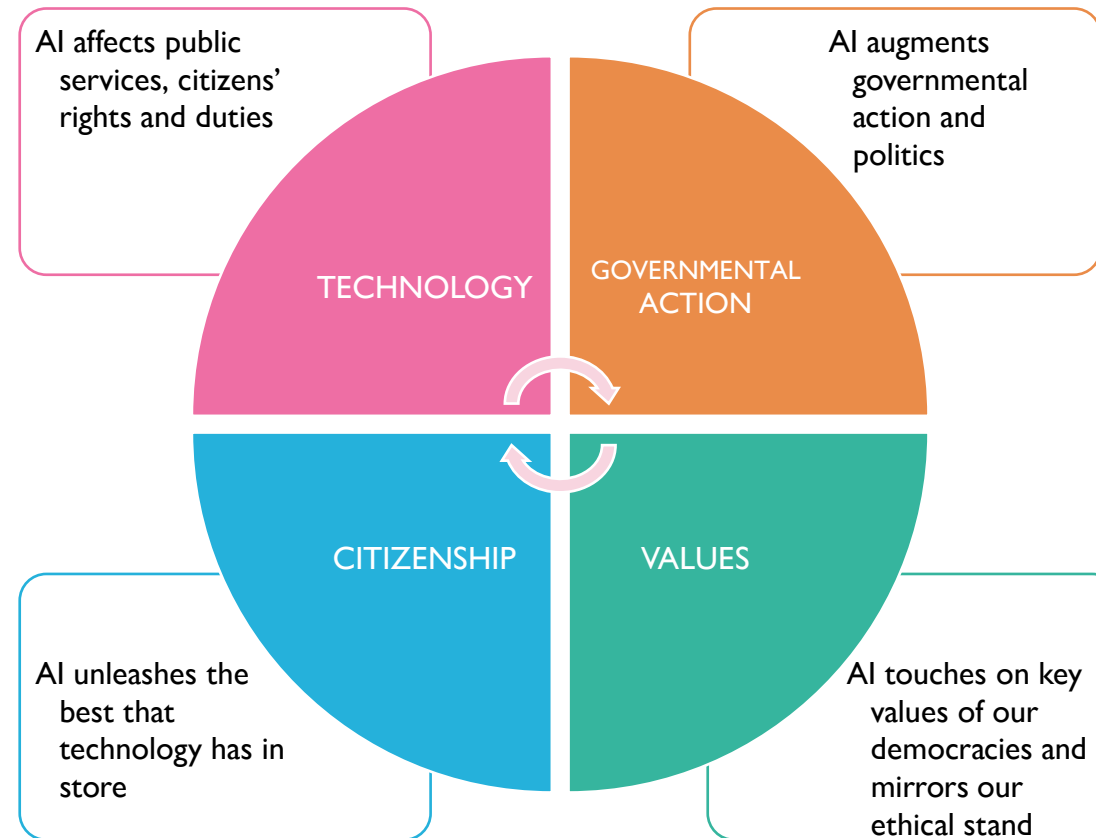 AI affects public
services, citizens’
rights and duties
AI augments
governmental
action and
politics
TECHNOLOGY
GOVERNMENTAL
ACTION
CITIZENSHIP
VALUES
AI unleashes the
best that
technology has in
store
AI touches on key
values of our
democracies and
mirrors our
ethical stand